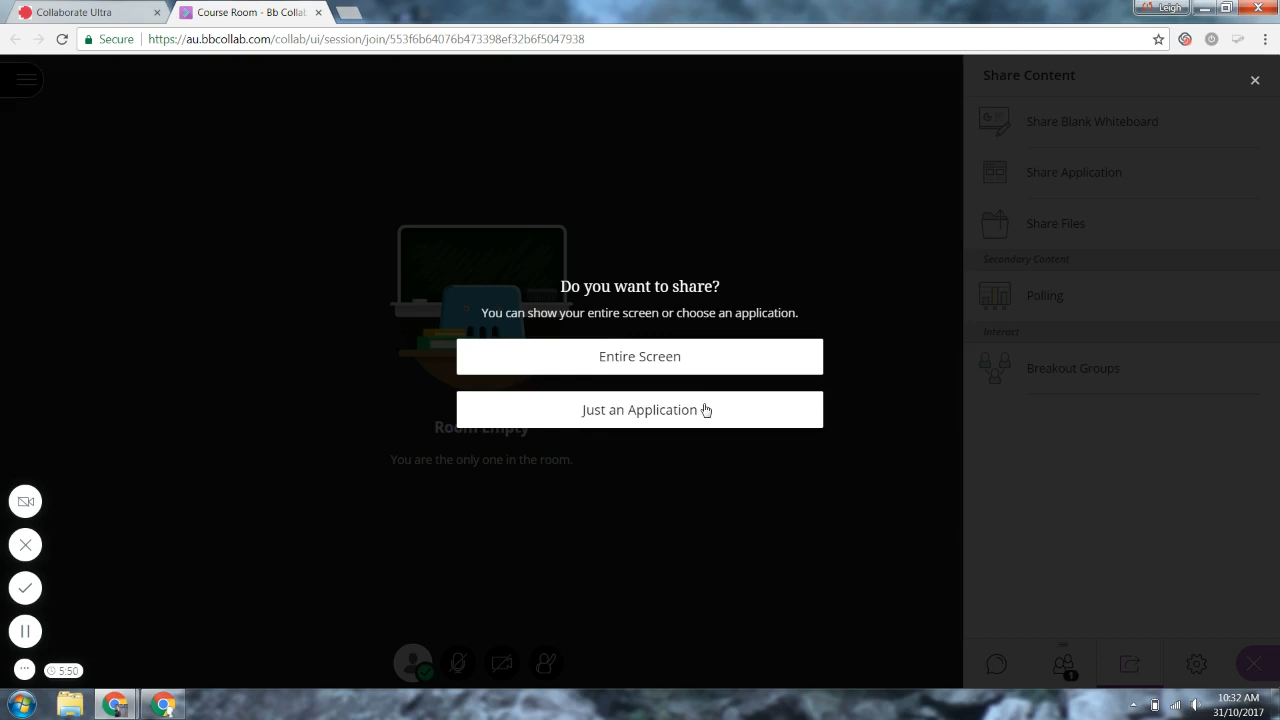 Collaborate Ultra
Course Room - Bb Collab
Leigh
Secure
https://au.bbcollab.com/collab/ui/session/join/553f6b64076b473398ef32b6f5047938
Share Content
Share Blank Whiteboard
Share Application
Share Files
Secondary Content
Polling
Interact
Breakout Groups
Do you want to share?
You can show your entire screen or choose an application.
Entire Screen
Just an Application
Room Empty
You are the only one in the room.
5:50
1
10:32 AM
31/10/2017